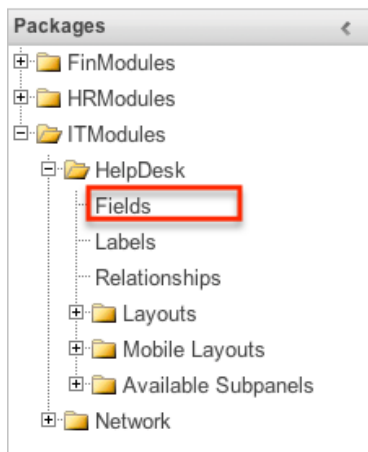 Packages
FinModules
HRModules
ITModules
HelpDesk
Fields
Labels
Relationships
Layouts
Mobile Layouts
Available Subpanels
Network